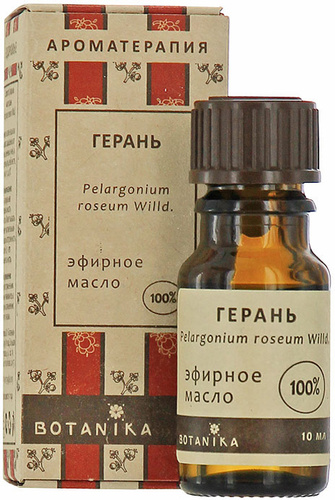 АРОМАТЕРАПИЯ
ГЕРАНЬ
Pelargonium
roseum Willd.
эфирное
масло
100%
BOTANIKA
ГЕРАНЬ
Pelargonium roseum Willd.
эфирное
масло
100%
BOTANIKA
10 МЛ